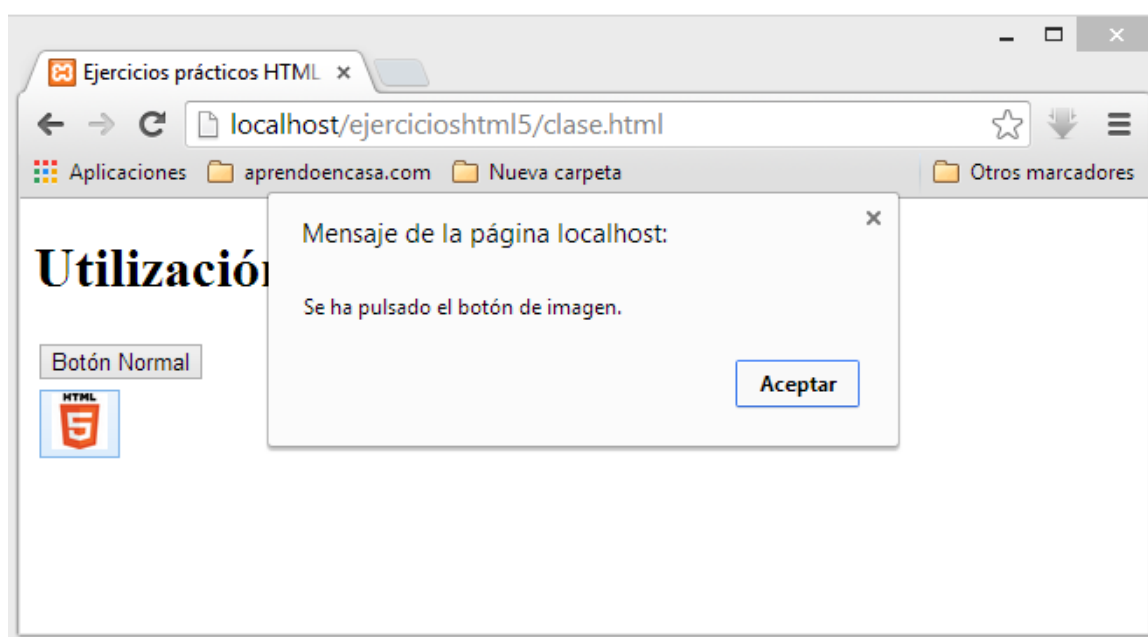 Ejercicios prácticos HTML
localhost/ejercicioshtml5/clase.html
Aplicaciones aprendoencasa.com Nueva carpeta Otros marcadores
Mensaje de la página localhost:
Utilización
Se ha pulsado el botón de imagen.
Botón Normal
Aceptar
HTML
5